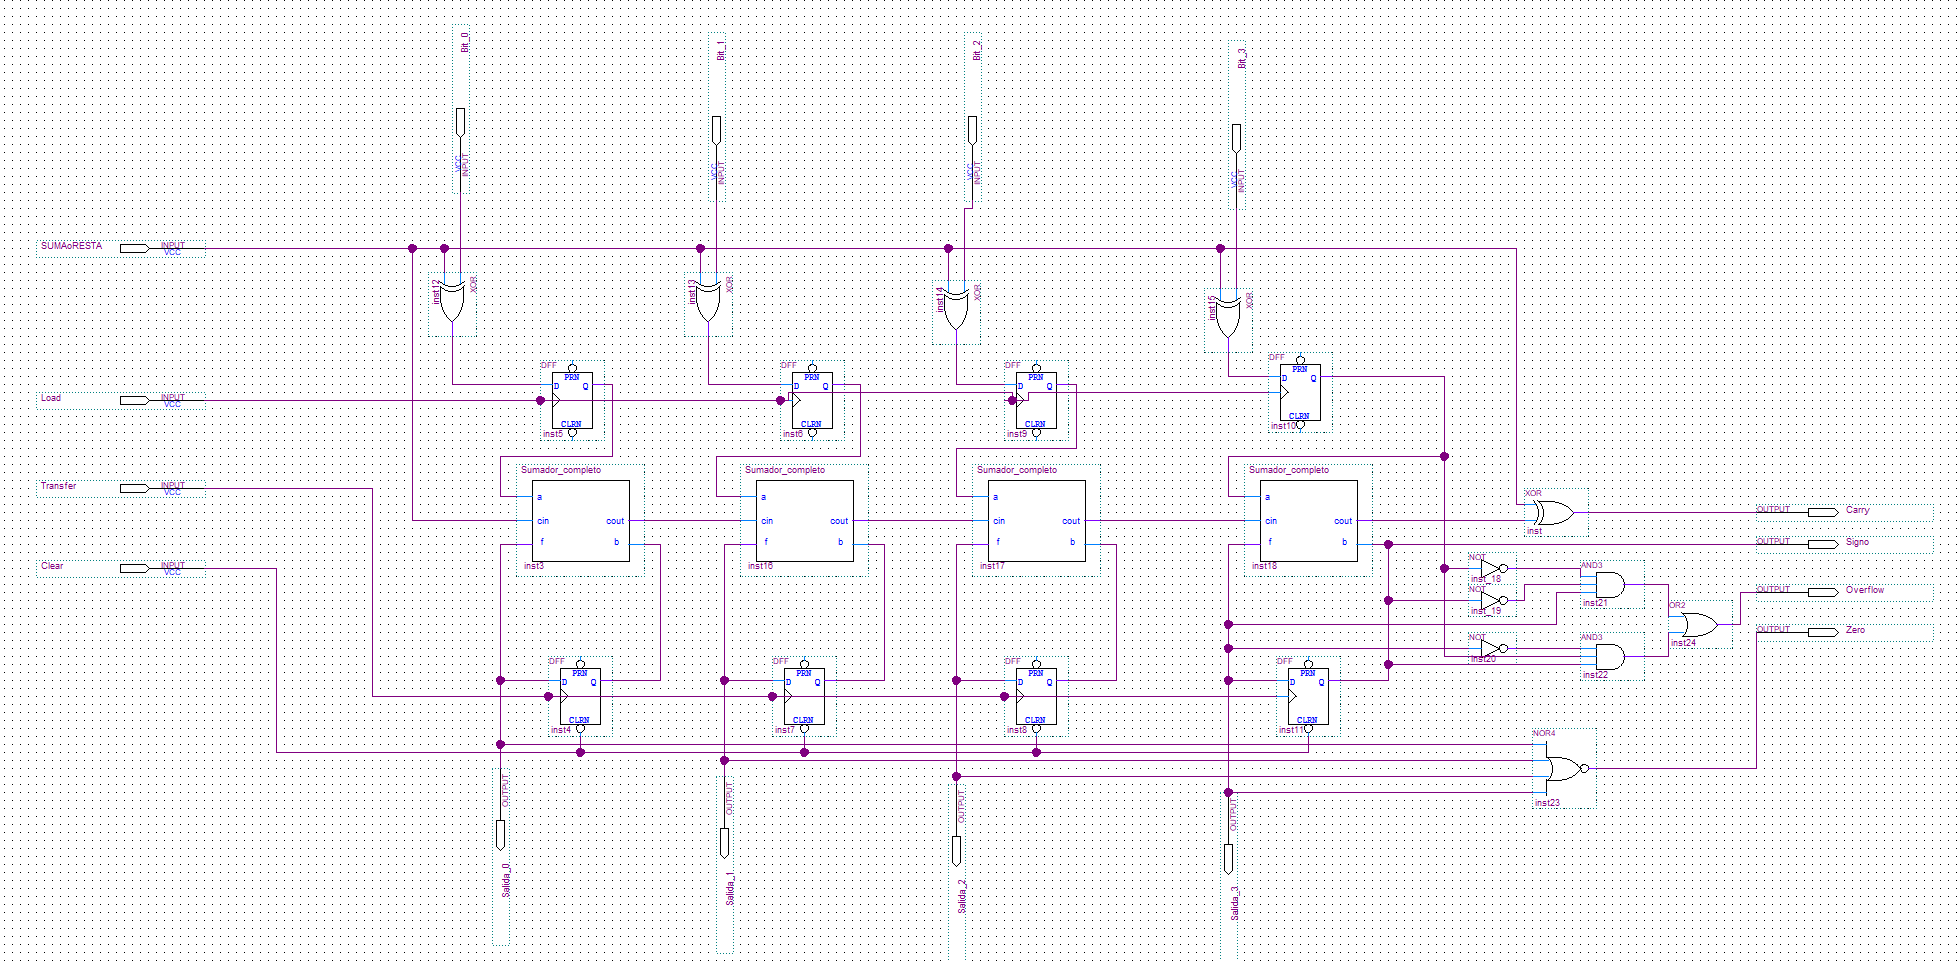 Bit_0
VCC
INPUT
Bit_1
VCC
INPUT
Bit_2
VCC
INPUT
Bit_3
VCC
INPUT
SUMAoRESTA
INPUT
VCC
inst12
XOR
inst13
XOR
inst14
XOR
inst15
XOR
Load
INPUT
VCC
DFF
PRN
D
Q
CLRN
inst5
DFF
PRN
D
Q
CLRN
inst6
DFF
PRN
D
Q
CLRN
inst9
DFF
PRN
D
Q
CLRN
inst10
Transfer
INPUT
VCC
Clear
INPUT
VCC
Sumador_completo
a
cin
cout
f
b
inst3
Sumador_completo
a
cin
cout
f
b
inst16
Sumador_completo
a
cin
cout
f
b
inst17
Sumador_completo
a
cin
cout
f
b
inst18
XOR
inst
OUTPUT
Carry
OUTPUT
Signo
OUTPUT
Overflow
OUTPUT
Zero
NOT
inst_18
NOT
inst_19
NOT
inst20
AND3
inst21
AND3
inst22
OR2
inst24
DFF
PRN
D
Q
CLRN
inst4
DFF
PRN
D
Q
CLRN
inst7
DFF
PRN
D
Q
CLRN
inst8
DFF
PRN
D
Q
CLRN
inst11
NOR4
inst23
OUTPUT
Salida_0
OUTPUT
Salida_1
OUTPUT
Salida_2
OUTPUT
Salida_3